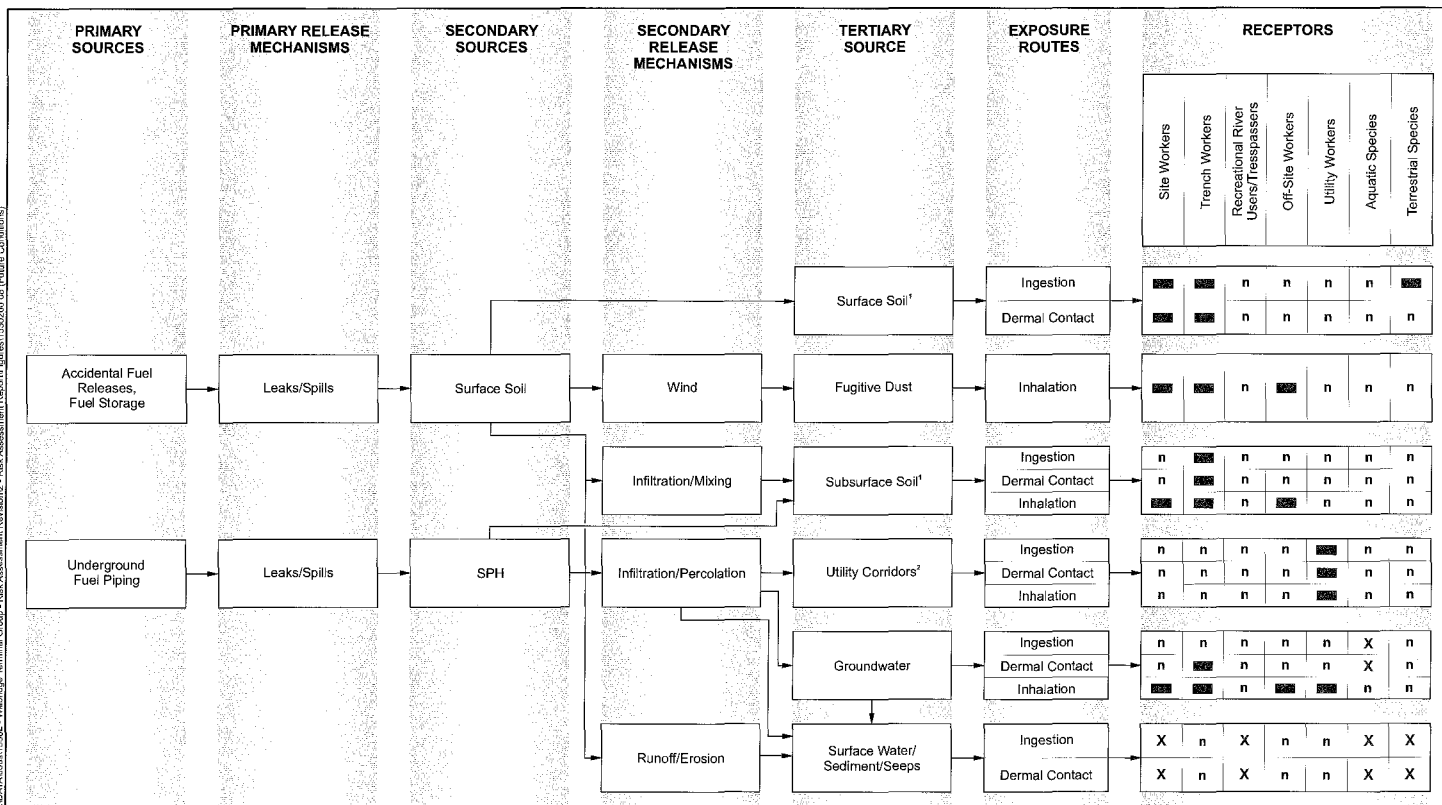 PRIMARY
SOURCES
PRIMARY RELEASE
MECHANISMS
SECONDARY
SOURCES
SECONDARY
RELEASE
MECHANISMS
TERTIARY
SOURCE
EXPOSURE
ROUTES
RECEPTORS
Site Workers
Trench Workers
Recreational River
Users/Tresspassers
Off-Site Workers
Utility Workers
Aquatic Species
Terrestrial Species
Surface Soil¹
Ingestion
n n n n
Dermal Contact
n n n n n
Accidental Fuel
Releases,
Fuel Storage
Leaks/Spills
Surface Soil
Wind
Fugitive Dust
Inhalation
n n n n
Infiltration/Mixing
Subsurface Soil¹
Ingestion
n n n n n n
Dermal Contact
n n n n n n
Inhalation
n n n n
Underground
Fuel Piping
Leaks/Spills
SPH
Infiltration/Percolation
Utility Corridors²
Ingestion
n n n n n n
Dermal Contact
n n n n n n
Inhalation
n n n n n n
Groundwater
Ingestion
n n n n n X n
Dermal Contact
n n n n X n
Inhalation
n n n
Runoff/Erosion
Surface Water/
Sediment/Seeps
Ingestion
X n X n n X X
Dermal Contact
X n X n n X X